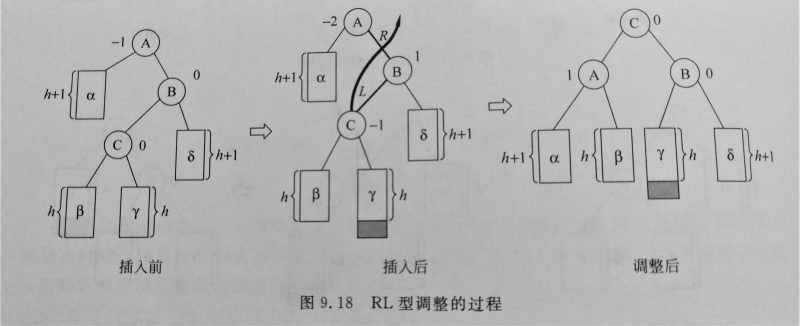 -1 A
0
h+1 α B
C 0
δ h+1
h β γ h
插入前
-2 A
R
1
h+1 α B
L
C -1
δ h+1
h β γ h
插入后
C 0
1 A B 0
h+1 α h β γ h δ h+1
调整后
图 9.18 RL 型调整的过程